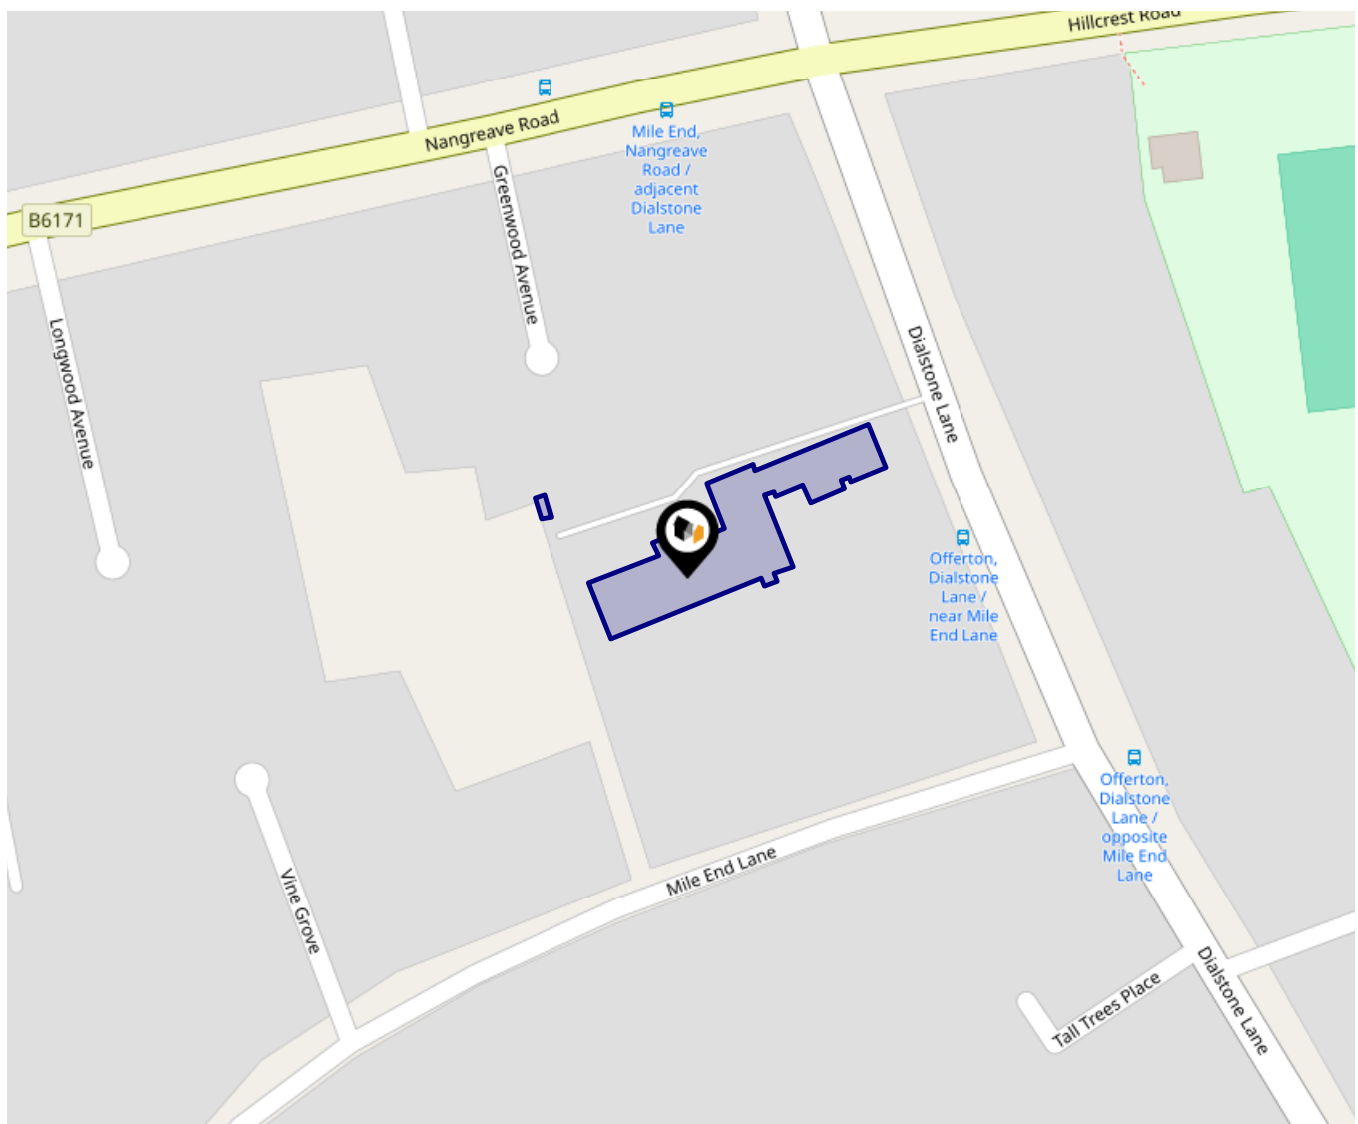 Hillcrest Road
Nangreave Road
Mile End,
Nangreave
Road /
adjacent
Dialstone
Lane
B6171
Greenwood Avenue
Longwood Avenue
Dialstone Lane
Offerton,
Dialstone
Lane /
near Mile
End Lane
Offerton,
Dialstone
Lane /
opposite
Mile End
Lane
Mile End Lane
Vine Grove
Tall Trees Place
Dialstone Lane